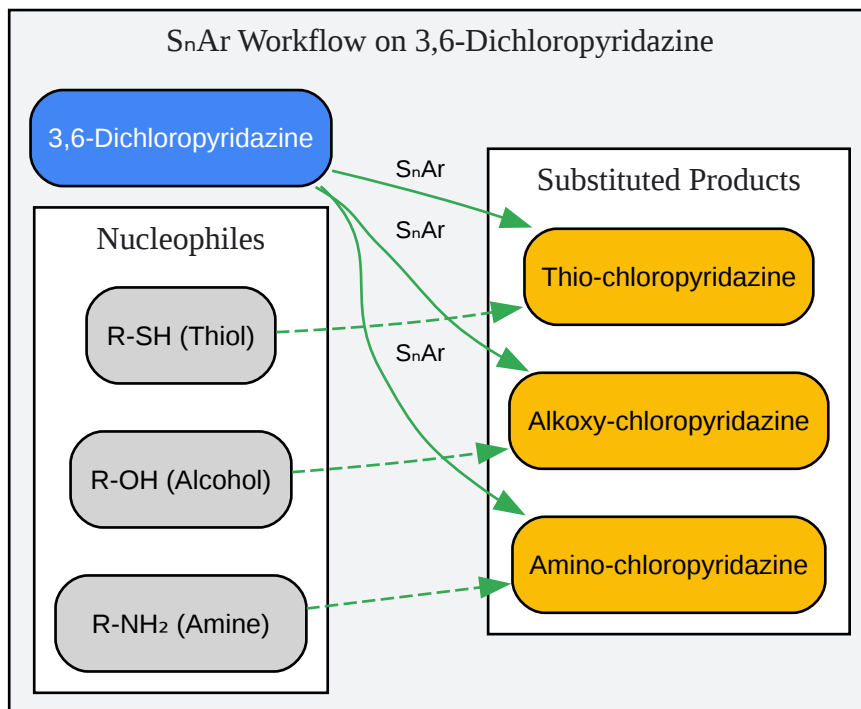 SₙAr Workflow on 3,6-Dichloropyridazine
3,6-Dichloropyridazine
SₙAr
Substituted Products
Nucleophiles
SₙAr
Thio-chloropyridazine
R-SH (Thiol)
SₙAr
Alkoxy-chloropyridazine
R-OH (Alcohol)
Amino-chloropyridazine
R-NH₂ (Amine)